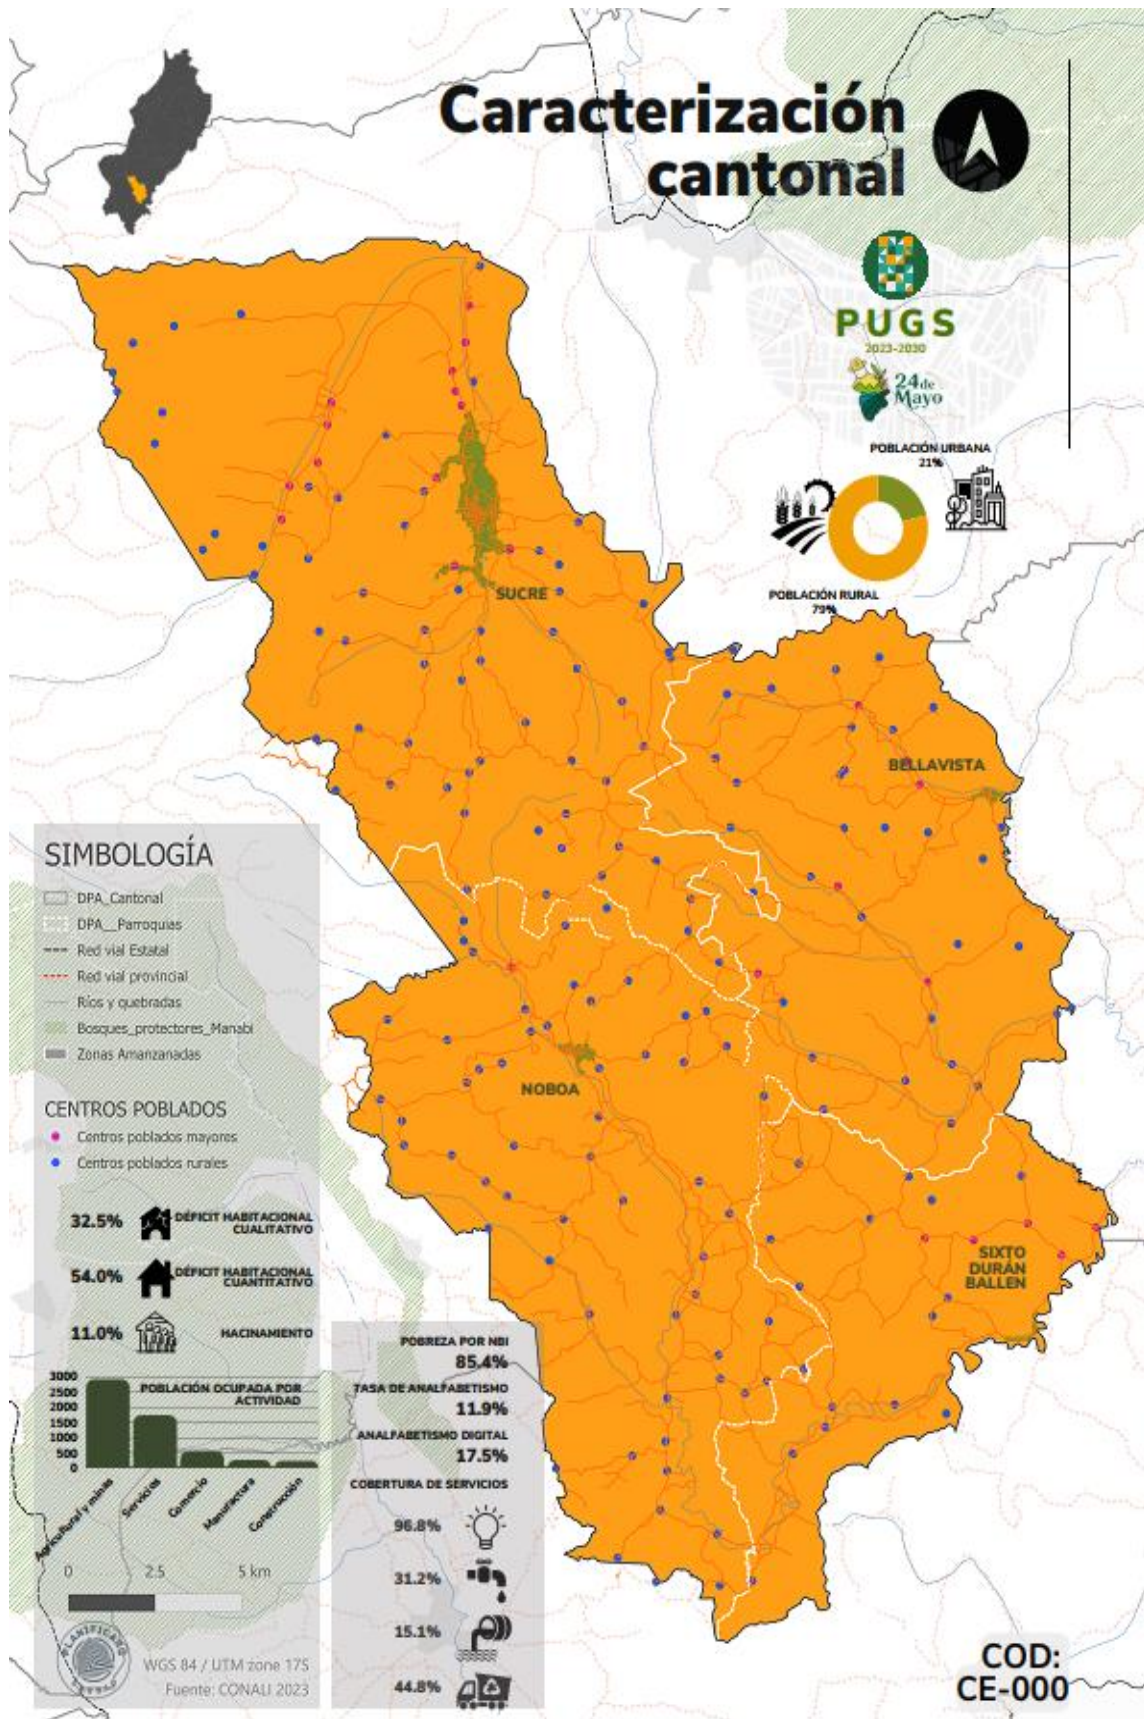 Caracterización
cantonal
PUGS
2023-2030
24 de
Mayo
POBLACIÓN URBANA
21%
POBLACIÓN RURAL
79%
SUCRE
BELLAVISTA
NOBOA
SIXTO
DURÁN
BALLEN
SIMBOLOGÍA
DPA_Cantonal
DPA__Parroquias
Red vial Estatal
Red vial provincial
Ríos y quebradas
Bosques_protectores_Manabi
Zonas Amanzanadas
CENTROS POBLADOS
Centros poblados mayores
Centros poblados rurales
32.5%
DÉFICIT HABITACIONAL
CUALITATIVO
54.0%
DÉFICIT HABITACIONAL
CUANTITATIVO
11.0%
HACINAMIENTO
POBLACIÓN OCUPADA POR
ACTIVIDAD
3000
2500
2000
1500
1000
500
0
Agricultural y minas
Servicios
Comercio
Manufactura
Construcción
0 2.5 5 km
WGS 84 / UTM zone 17S
Fuente: CONALI 2023
POBREZA POR NBI
85.4%
TASA DE ANALFABETISMO
11.9%
ANALFABETISMO DIGITAL
17.5%
COBERTURA DE SERVICIOS
96.8%
31.2%
15.1%
44.8%
COD:
CE-000